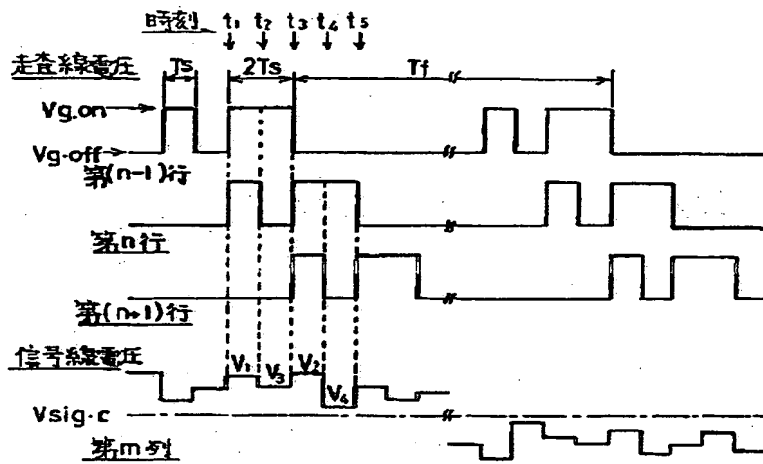 時刻 t₁ t₂ t₃ t₄ t₅
走査線電圧 Ts 2Ts Tf
Vg.on
Vg.off
第(n-1)行
第n行
第(n+1)行
信号線電圧
V₁ V₃ V₂ V₄
Vsig.c
第m列